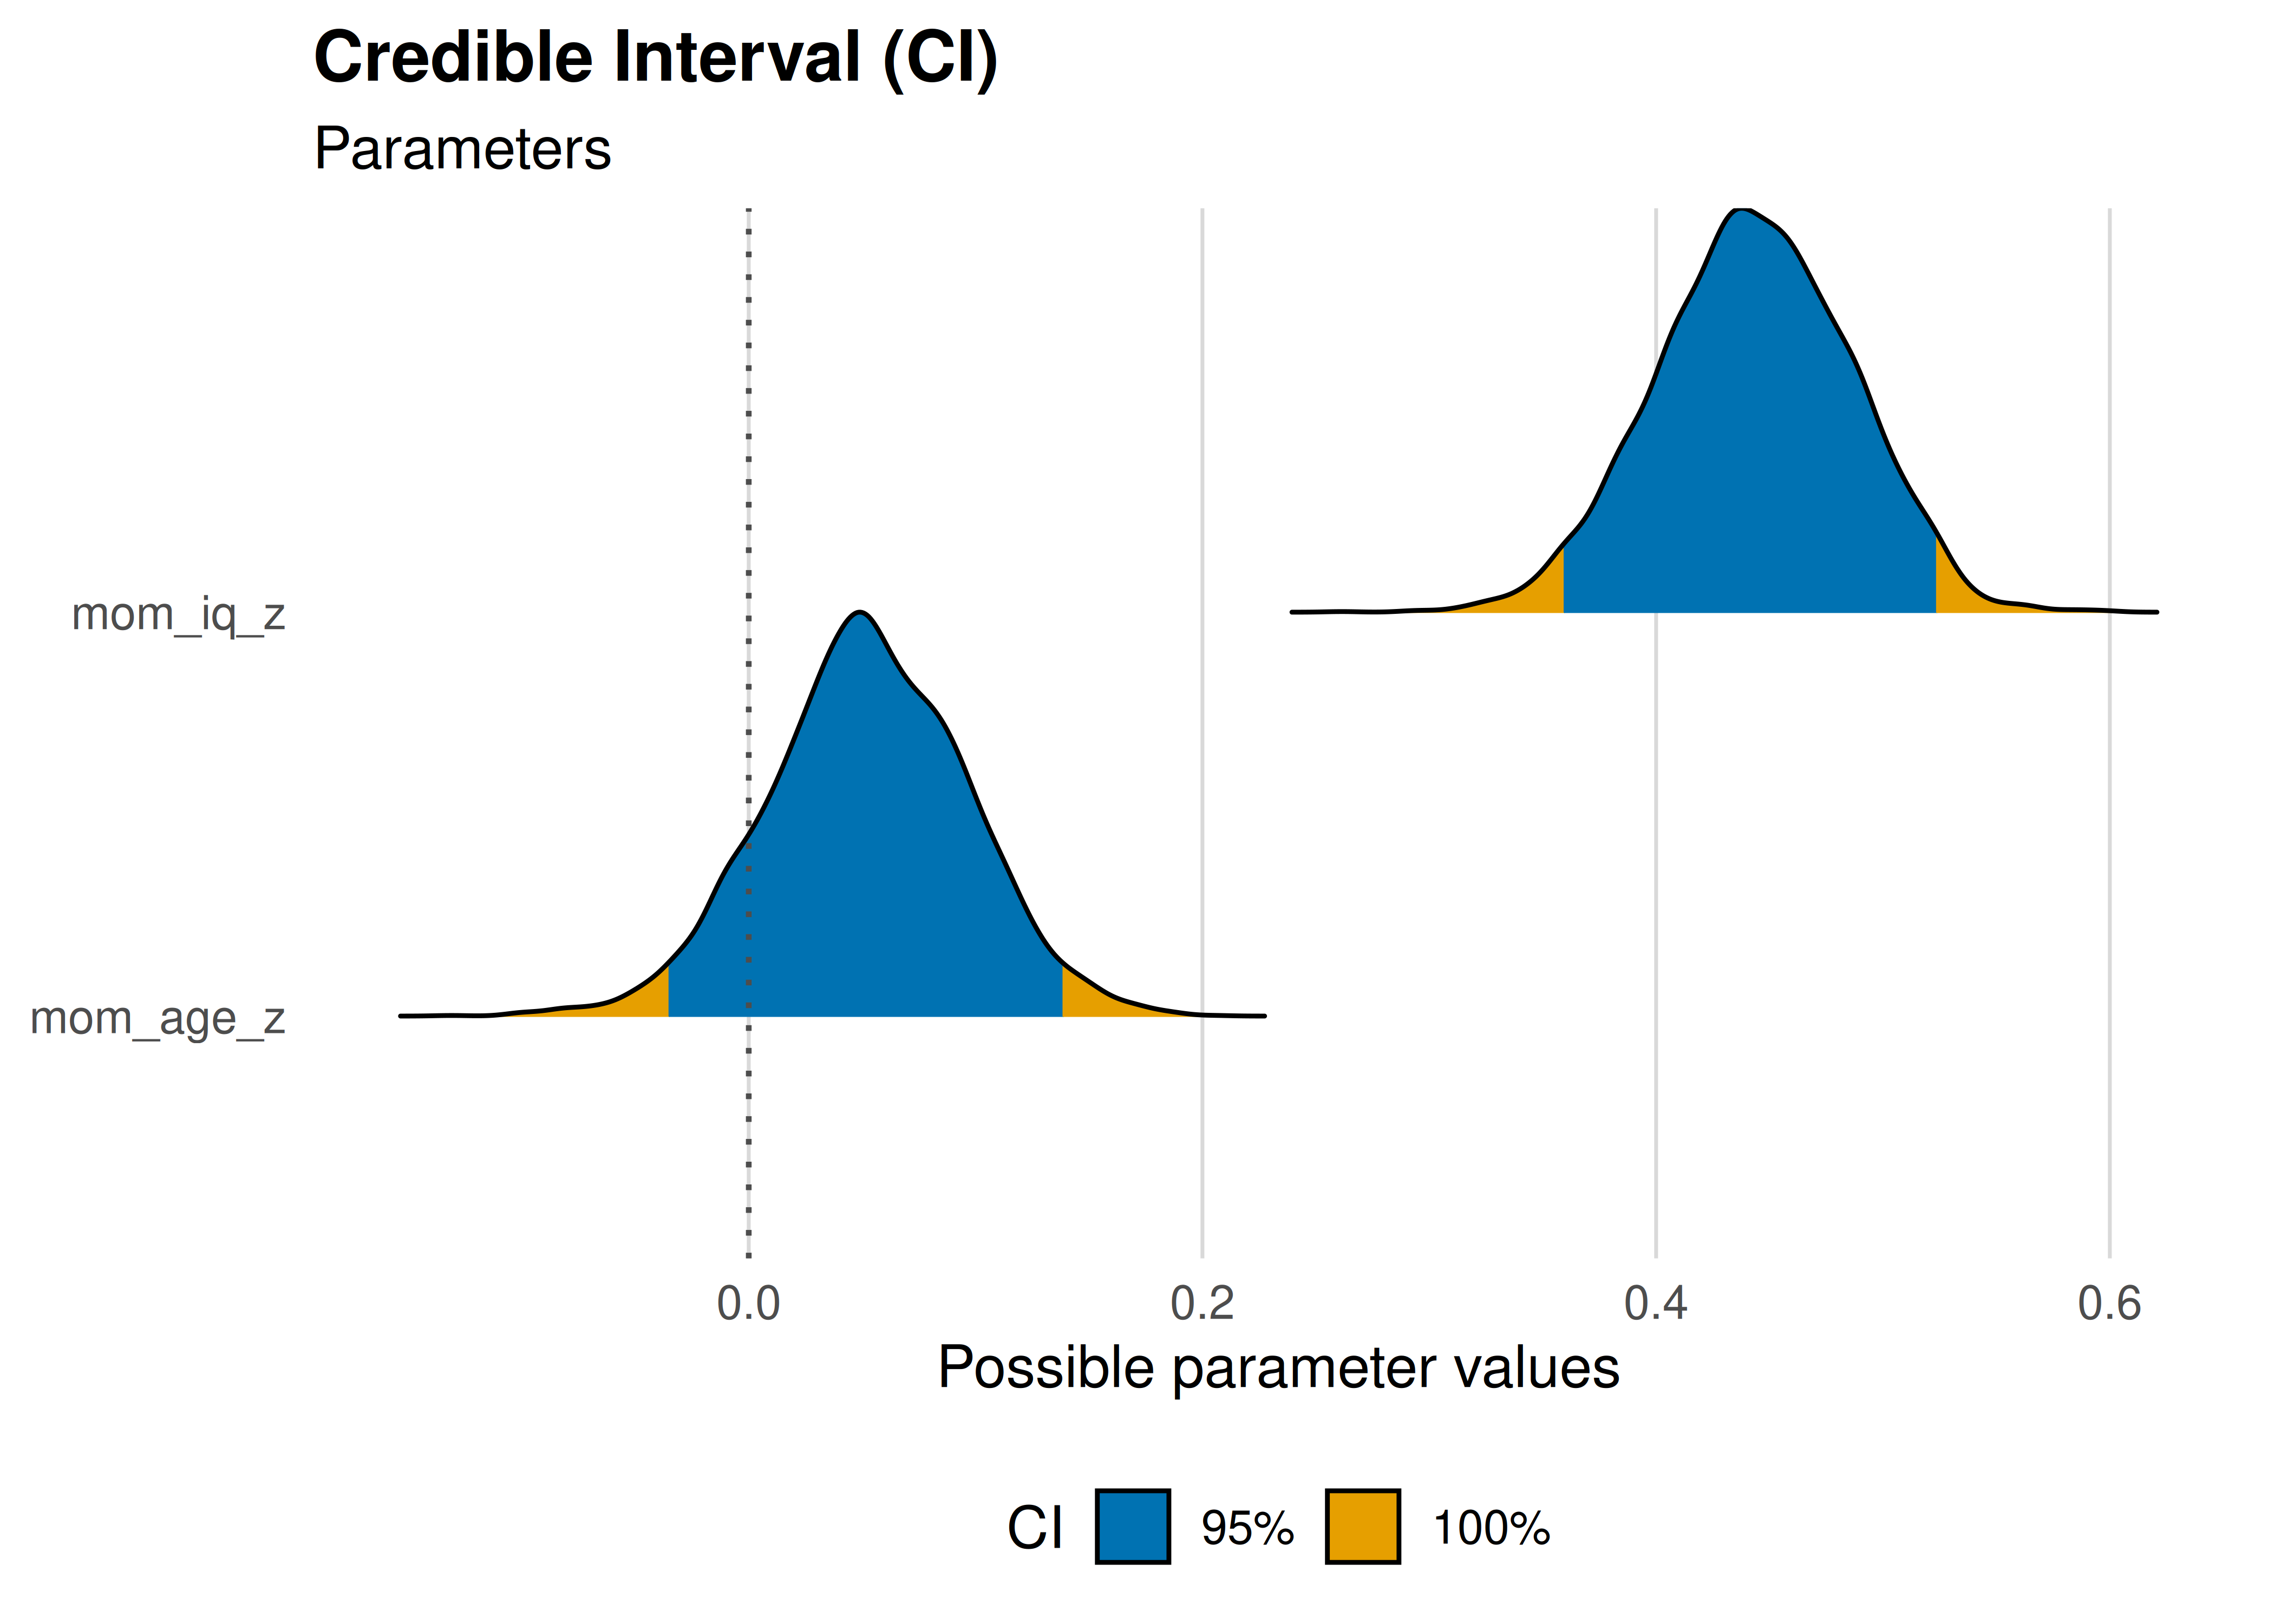 Credible Interval (CI)
Parameters
mom_iq_z
mom_age_z
0.0 0.2 0.4 0.6
Possible parameter values
CI 95% 100%